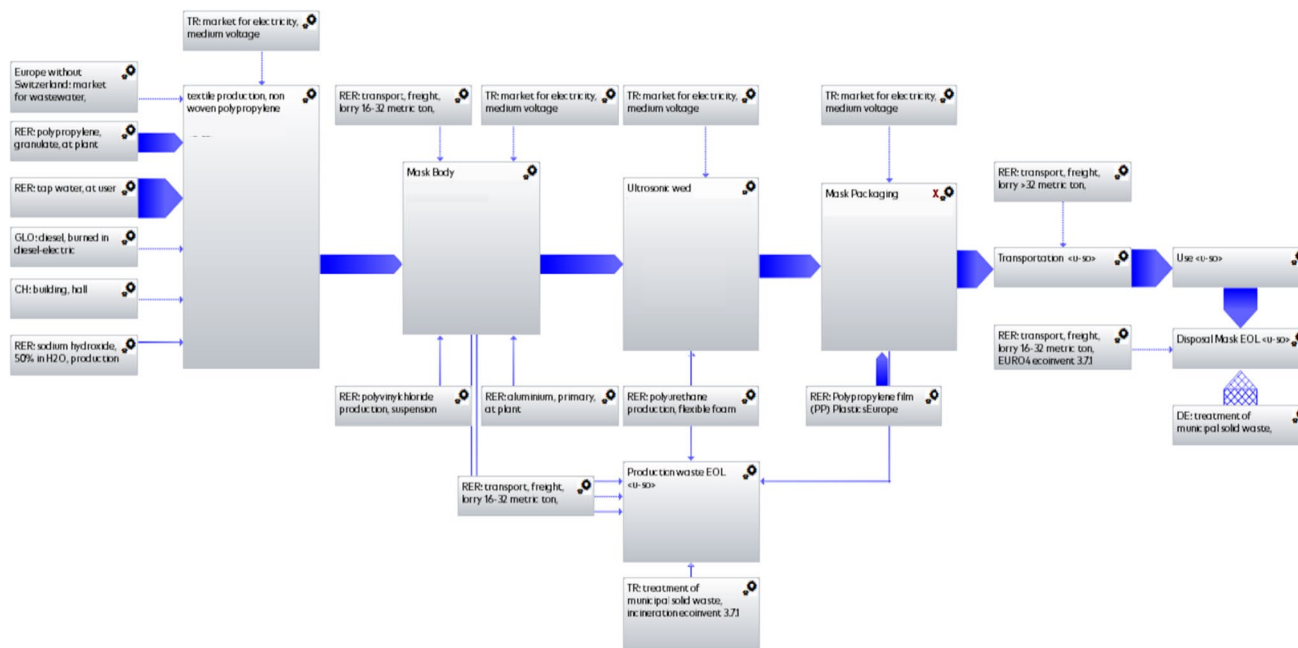 TR: market for electricity,
medium voltage
Europe without
Switzerland: market
for wastewater,
textile production, non
woven polypropylene
RER: polypropylene,
granulate, at plant
RER: tap water, at user
GLO: diesel, burned in
diesel-electric
CH: building, hall
RER: sodium hydroxide,
50% in H2O, production
RER: transport, freight,
lorry 16-32 metric ton,
TR: market for electricity,
medium voltage
TR: market for electricity,
medium voltage
TR: market for electricity,
medium voltage
Mask Body
Ultrosonic wed
Mask Packaging
X
RER: transport, freight,
lorry >32 metric ton,
Transportation <u-so>
Use <u-so>
RER: transport, freight,
lorry 16-32 metric ton,
EURO4 ecoinvent 3.7.1
Disposal Mask EOL <u-so>
RER: polyvinylchloride
production, suspension
RER: aluminium, primary,
at plant
RER: polyurethane
production, flexible foam
RER: Polypropylene film
(PP) PlasticsEurope
DE: treatment of
municipal solid waste,
RER: transport, freight,
lorry 16-32 metric ton,
Production waste EOL
<u-so>
TR: treatment of
municipal solid waste,
incineration ecoinvent 3.7.1